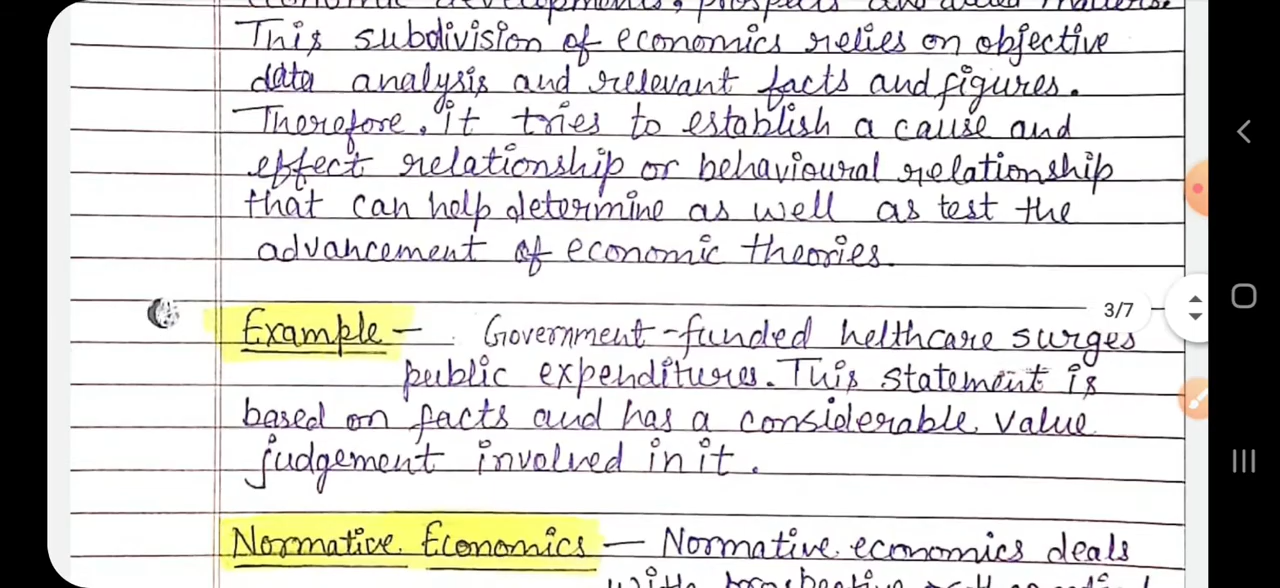 This subdivision of economics relies on objective
data analysis and relevant facts and figures.
Therefore, it tries to establish a cause and
effect relationship or behavioural relationship
that can help determine as well as test the
advancement of economic theories.
3/7
Example – Government-funded helthcare surges
public expenditures. This statement is
based on facts and has a considerable value
judgement involved in it.
Normative Economics – Normative economics deals
with